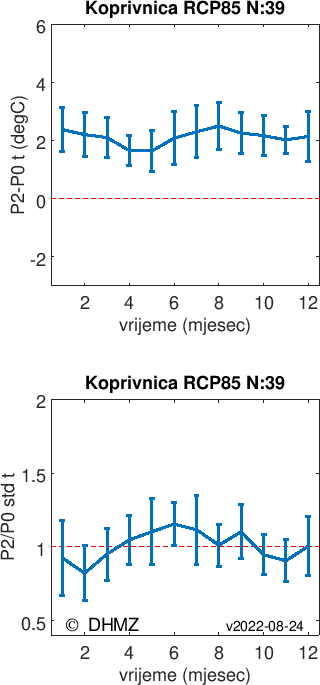 Koprivnica RCP85 N:39
6
4
2
0
-2
P2-P0 t (degC)
2 4 6 8 10 12
vrijeme (mjesec)
Koprivnica RCP85 N:39
2
1.5
1
0.5
P2/P0 std t
© DHMZ v2022-08-24
2 4 6 8 10 12
vrijeme (mjesec)